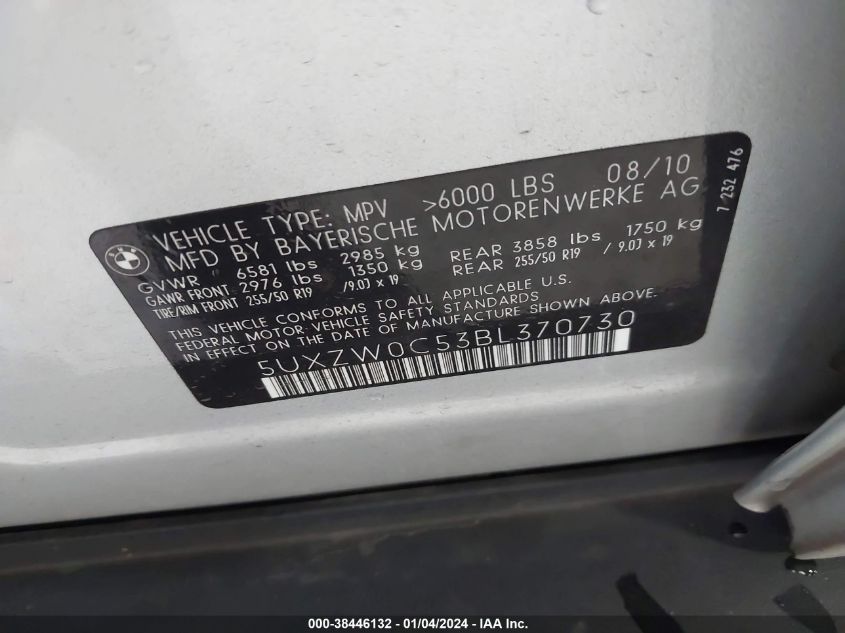 BMW
VEHICLE TYPE: MPV >6000 LBS 08/10
MFD BY BAYERISCHE MOTORENWERKE AG
GVWR 6581 lbs 2985 kg
GAWR FRONT 2976 lbs 1350 kg REAR 3858 lbs 1750 kg
TIRE/RIM FRONT 255/50 R19 /9.0J x 19 REAR 255/50 R19 / 9.0J x 19
THIS VEHICLE CONFORMS TO ALL APPLICABLE U.S.
FEDERAL MOTOR VEHICLE SAFETY STANDARDS
IN EFFECT ON THE DATE OF MANUFACTURE SHOWN ABOVE.
5UXZW0C53BL370730
7 232 476
000-38446132 - 01/04/2024 - IAA Inc.